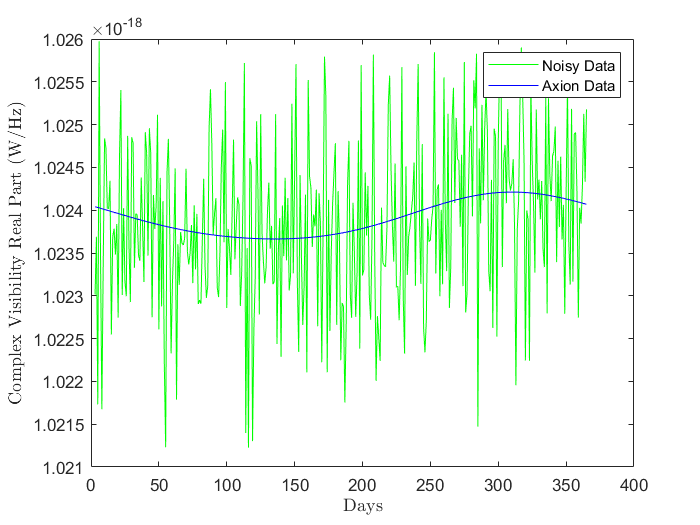 ×10-18
1.026
1.0255
1.025
1.0245
1.024
1.0235
1.023
1.0225
1.022
1.0215
1.021
Complex Visibility Real Part (W/Hz)
Noisy Data
Axion Data
0 50 100 150 200 250 300 350 400
Days